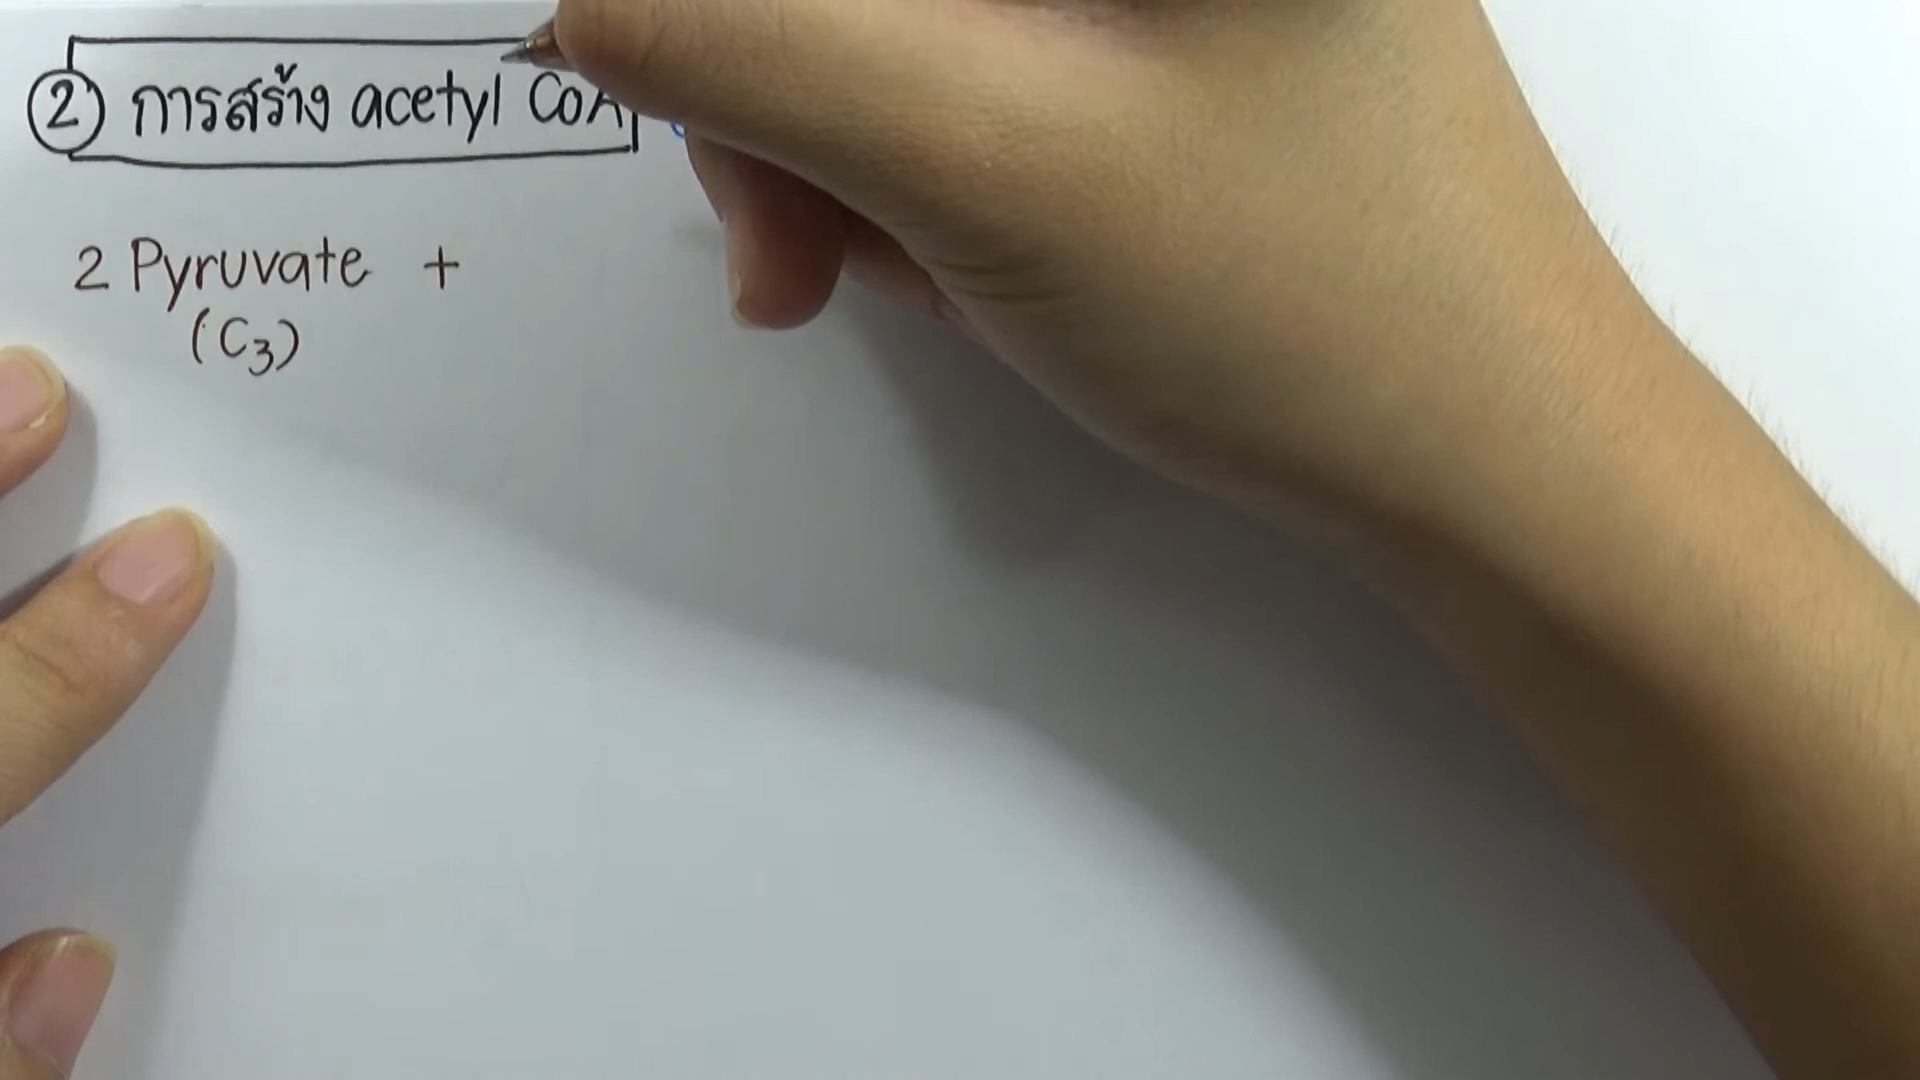 ② การสร้าง acetyl CoA
2 Pyruvate +
(C₃)